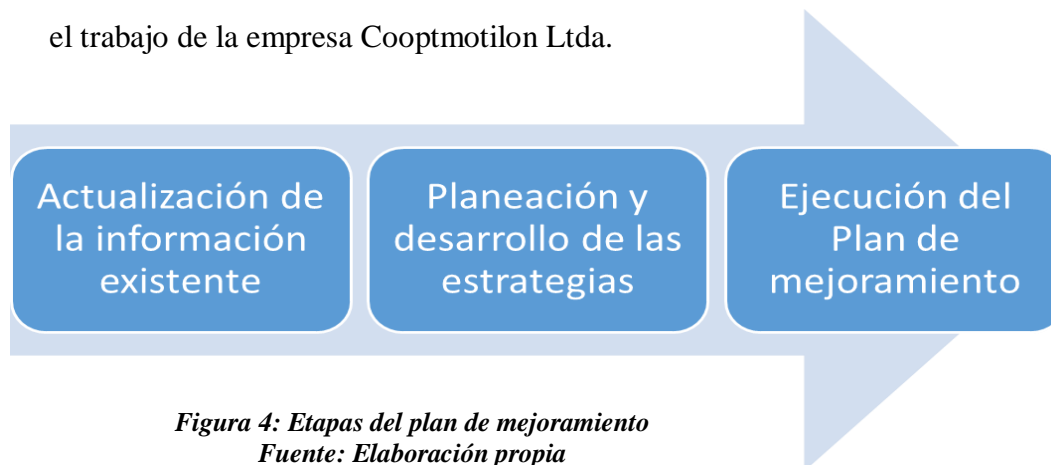 el trabajo de la empresa Cooptmotilon Ltda.
Actualización de
la información
existente
Planeación y
desarrollo de las
estrategias
Ejecución del
Plan de
mejoramiento
Figura 4: Etapas del plan de mejoramiento
Fuente: Elaboración propia